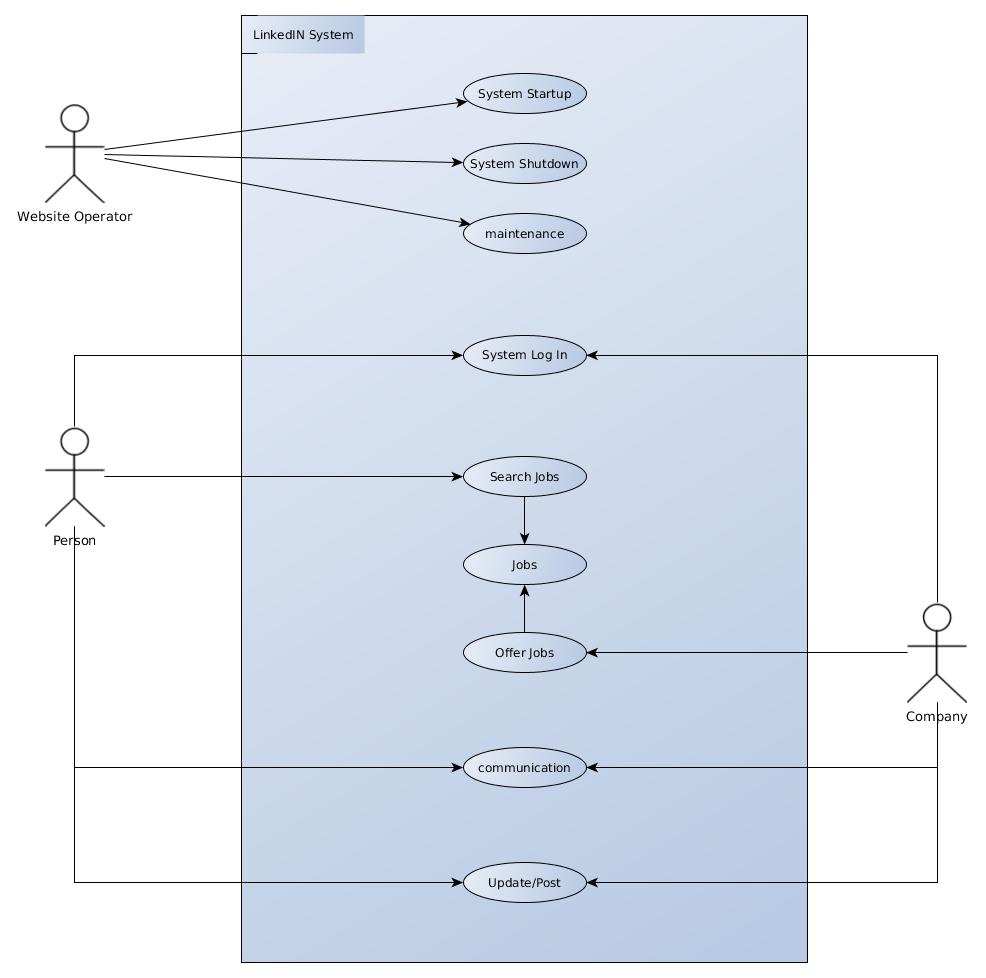 LinkedIN System
System Startup
System Shutdown
Website Operator
maintenance
System Log In
Search Jobs
Person
Jobs
Offer Jobs
Company
communication
Update/Post